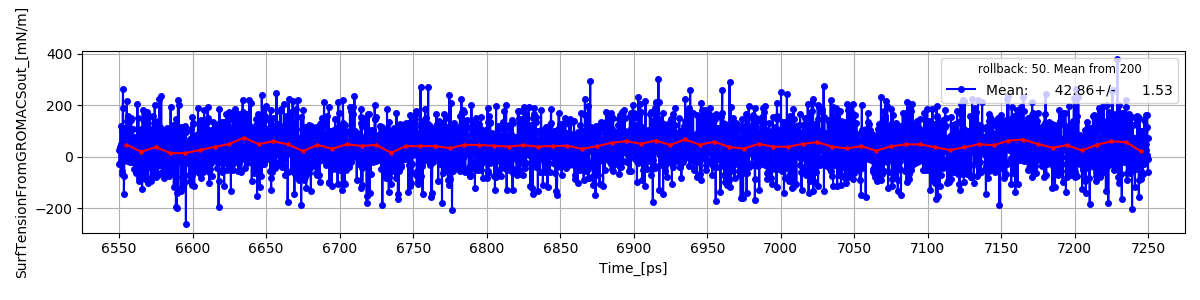 SurfTensionFromGROMACSout_[mN/m]
400
200
0
−200
rollback: 50. Mean from 200
Mean: 42.86+/- 1.53
6550 6600 6650 6700 6750 6800 6850 6900 6950 7000 7050 7100 7150 7200 7250
Time_[ps]